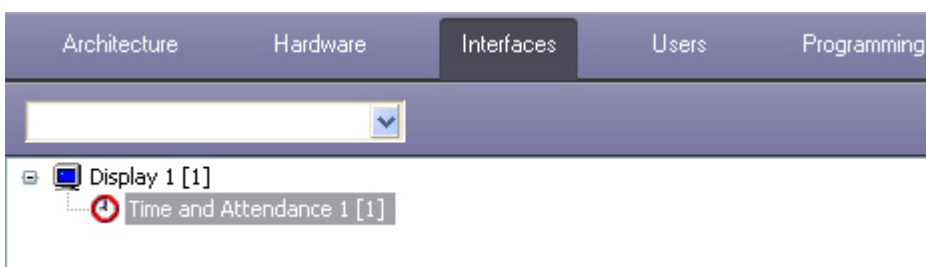 Architecture Hardware Interfaces Users Programming
Display 1 [1]
Time and Attendance 1 [1]